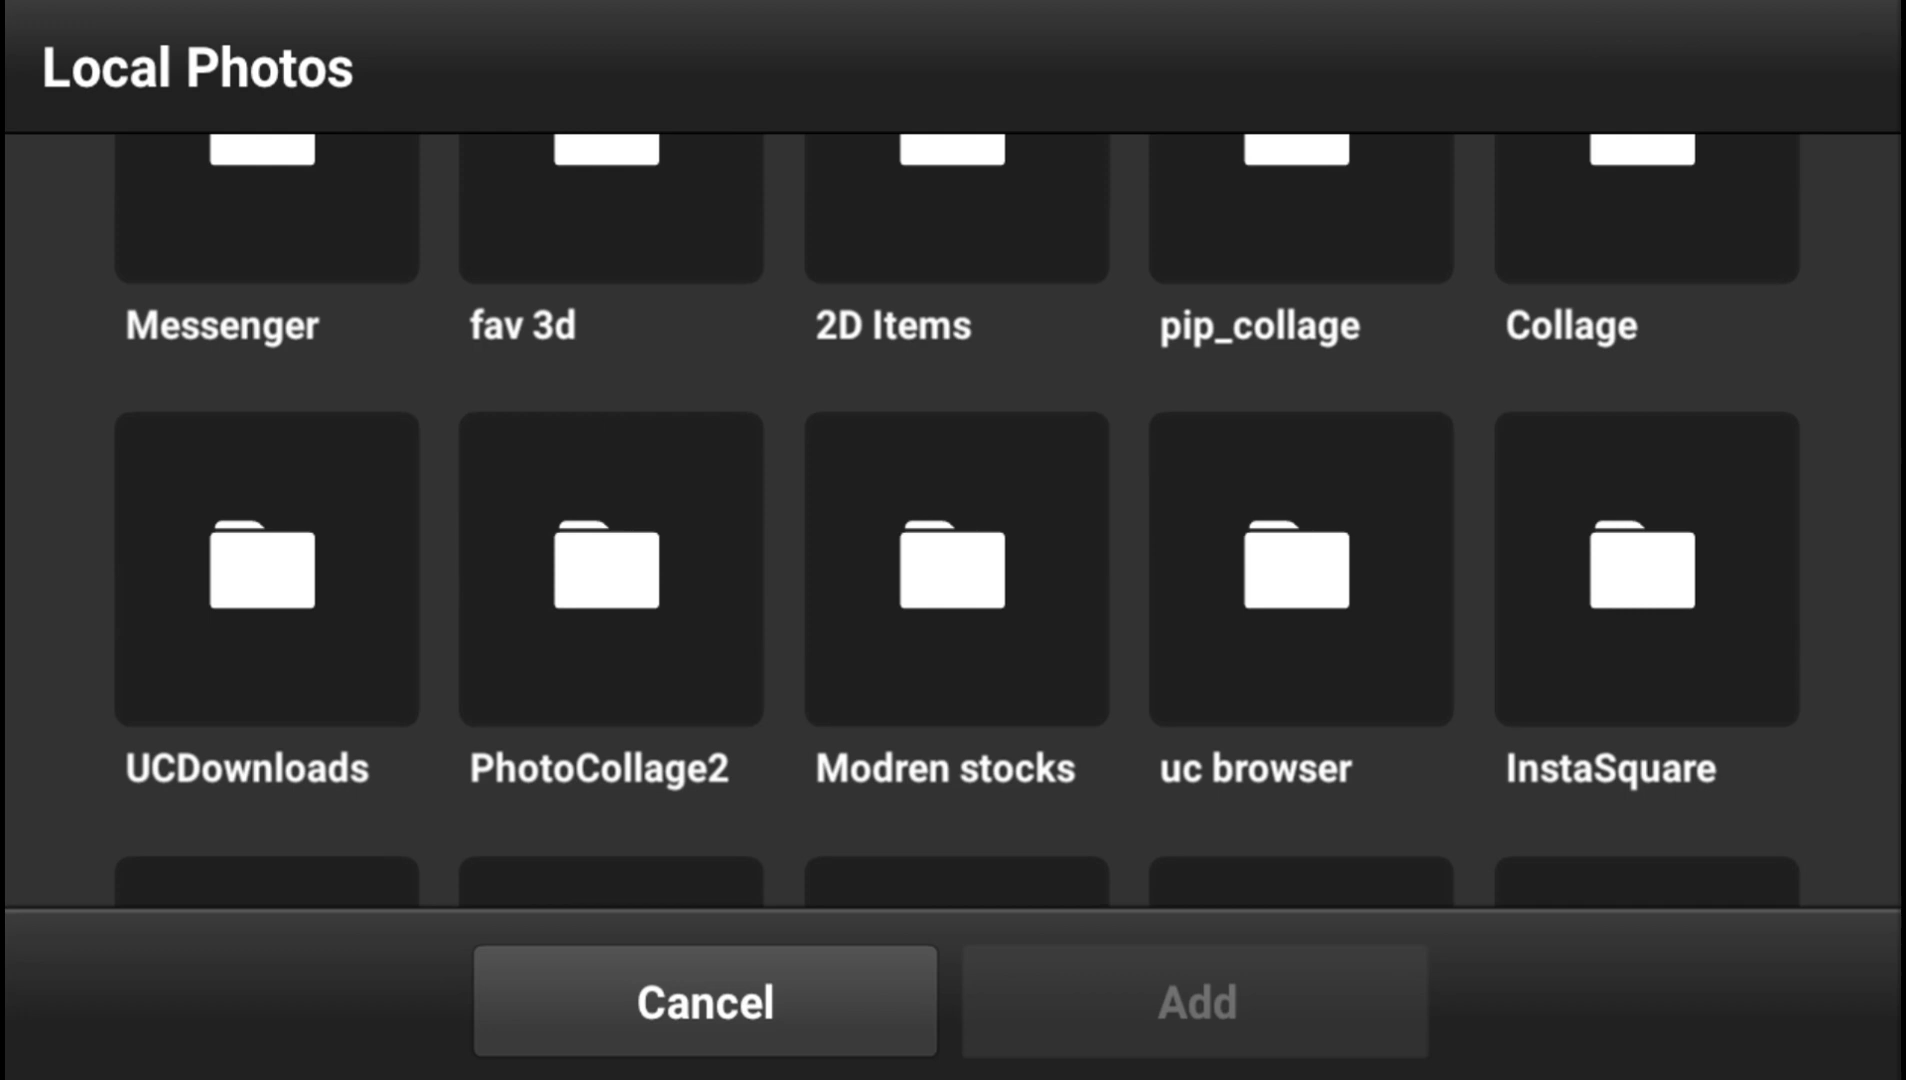 Local Photos
Messenger
fav 3d
2D Items
pip_collage
Collage
UCDownloads
PhotoCollage2
Modren stocks
uc browser
InstaSquare
Cancel
Add